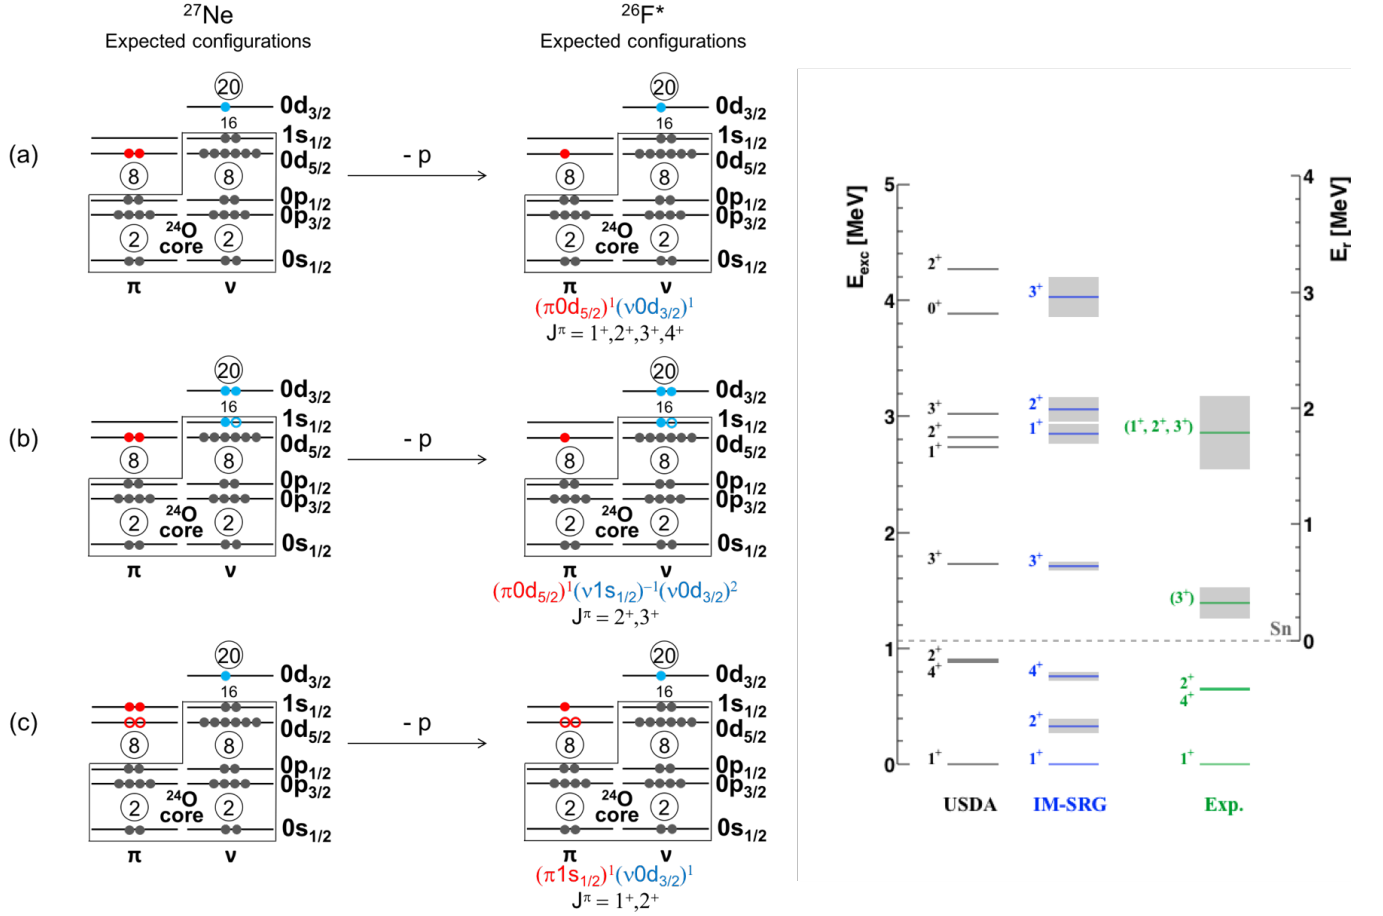 ²⁷Ne
Expected configurations
²⁶F*
Expected configurations
(a)
20
0d₃/₂
16
1s₁/₂
0d₅/₂
8
8
0p₁/₂
0p₃/₂
²⁴O
core
2
2
0s₁/₂
π
ν
- p
20
0d₃/₂
16
1s₁/₂
0d₅/₂
8
8
0p₁/₂
0p₃/₂
²⁴O
core
2
2
0s₁/₂
π
ν
(π0d₅/₂)¹(ν0d₃/₂)¹
Jᵖ = 1⁺,2⁺,3⁺,4⁺
(b)
20
0d₃/₂
16
1s₁/₂
0d₅/₂
8
8
0p₁/₂
0p₃/₂
²⁴O
core
2
2
0s₁/₂
π
ν
- p
20
0d₃/₂
16
1s₁/₂
0d₅/₂
8
8
0p₁/₂
0p₃/₂
²⁴O
core
2
2
0s₁/₂
π
ν
(π0d₅/₂)¹(ν1s₁/₂)⁻¹(ν0d₃/₂)²
J^π = 2⁺,3⁺
(c)
20
0d₃/₂
16
1s₁/₂
0d₅/₂
8
8
0p₁/₂
0p₃/₂
²⁴O
core
2
2
0s₁/₂
π
ν
- p
20
0d₃/₂
16
1s₁/₂
0d₅/₂
8
8
0p₁/₂
0p₃/₂
²⁴O
core
2
2
0s₁/₂
π
ν
(π1s₁/₂)¹(ν0d₃/₂)¹
J^π = 1⁺,2⁺
E_exc [MeV]
5
4
3
2
1
0
2⁺
0⁺
3⁺
2⁺
1⁺
3⁺
2⁺
4⁺
1⁺
USDA
3⁺
2⁺
1⁺
3⁺
4⁺
2⁺
1⁺
IM-SRG
(1⁺, 2⁺, 3⁺)
(3⁺)
Sn
2⁺
4⁺
1⁺
Exp.
E_r [MeV]
4
3
2
1
0